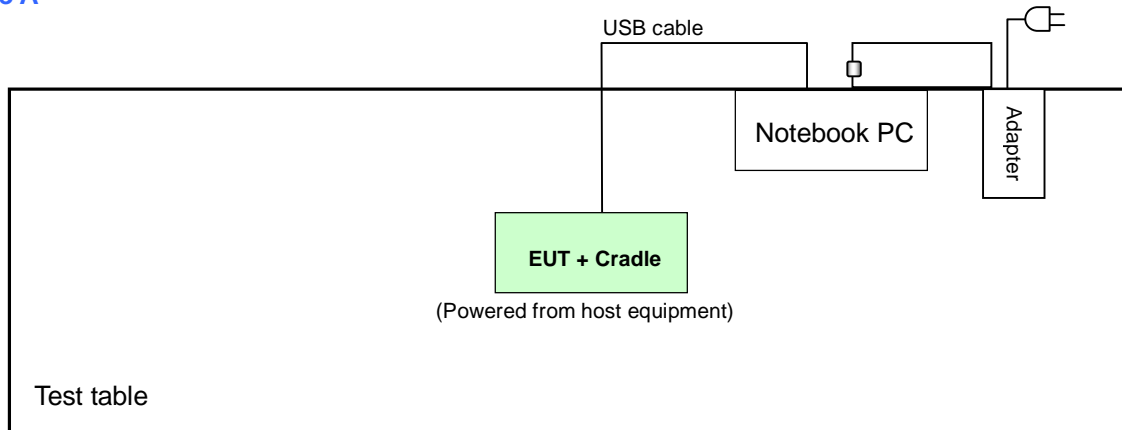 USB cable
Notebook PC
Adapter
EUT + Cradle
(Powered from host equipment)
Test table